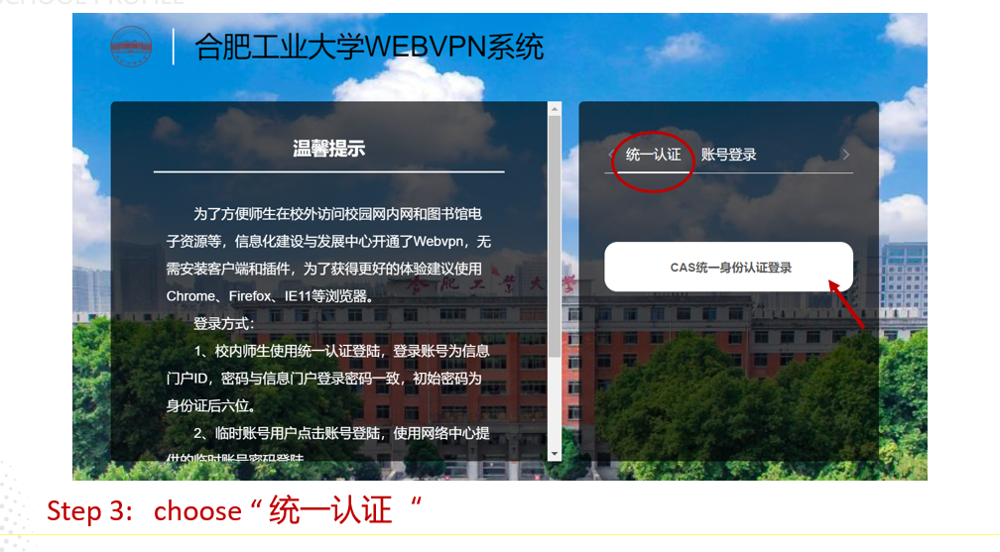 SCHOOL PROFILE
合肥工业大学WEBVPN系统
温馨提示
为了方便师生在校外访问校园网内网和图书馆电
子资源等，信息化建设与发展中心开通了Webvpn，无
需安装客户端和插件，为了获得更好的体验建议使用
Chrome、Firefox、IE11等浏览器。
登录方式：
1、校内师生使用统一认证登陆，登录账号为信息
门户ID，密码与信息门户登录密码一致，初始密码为
身份证后六位。
2、临时账号用户点击账号登陆，使用网络中心提
供的临时账号密码登陆
统一认证 账号登录
CAS统一身份认证登录
合肥工业大学
Step 3: choose “ 统一认证 “